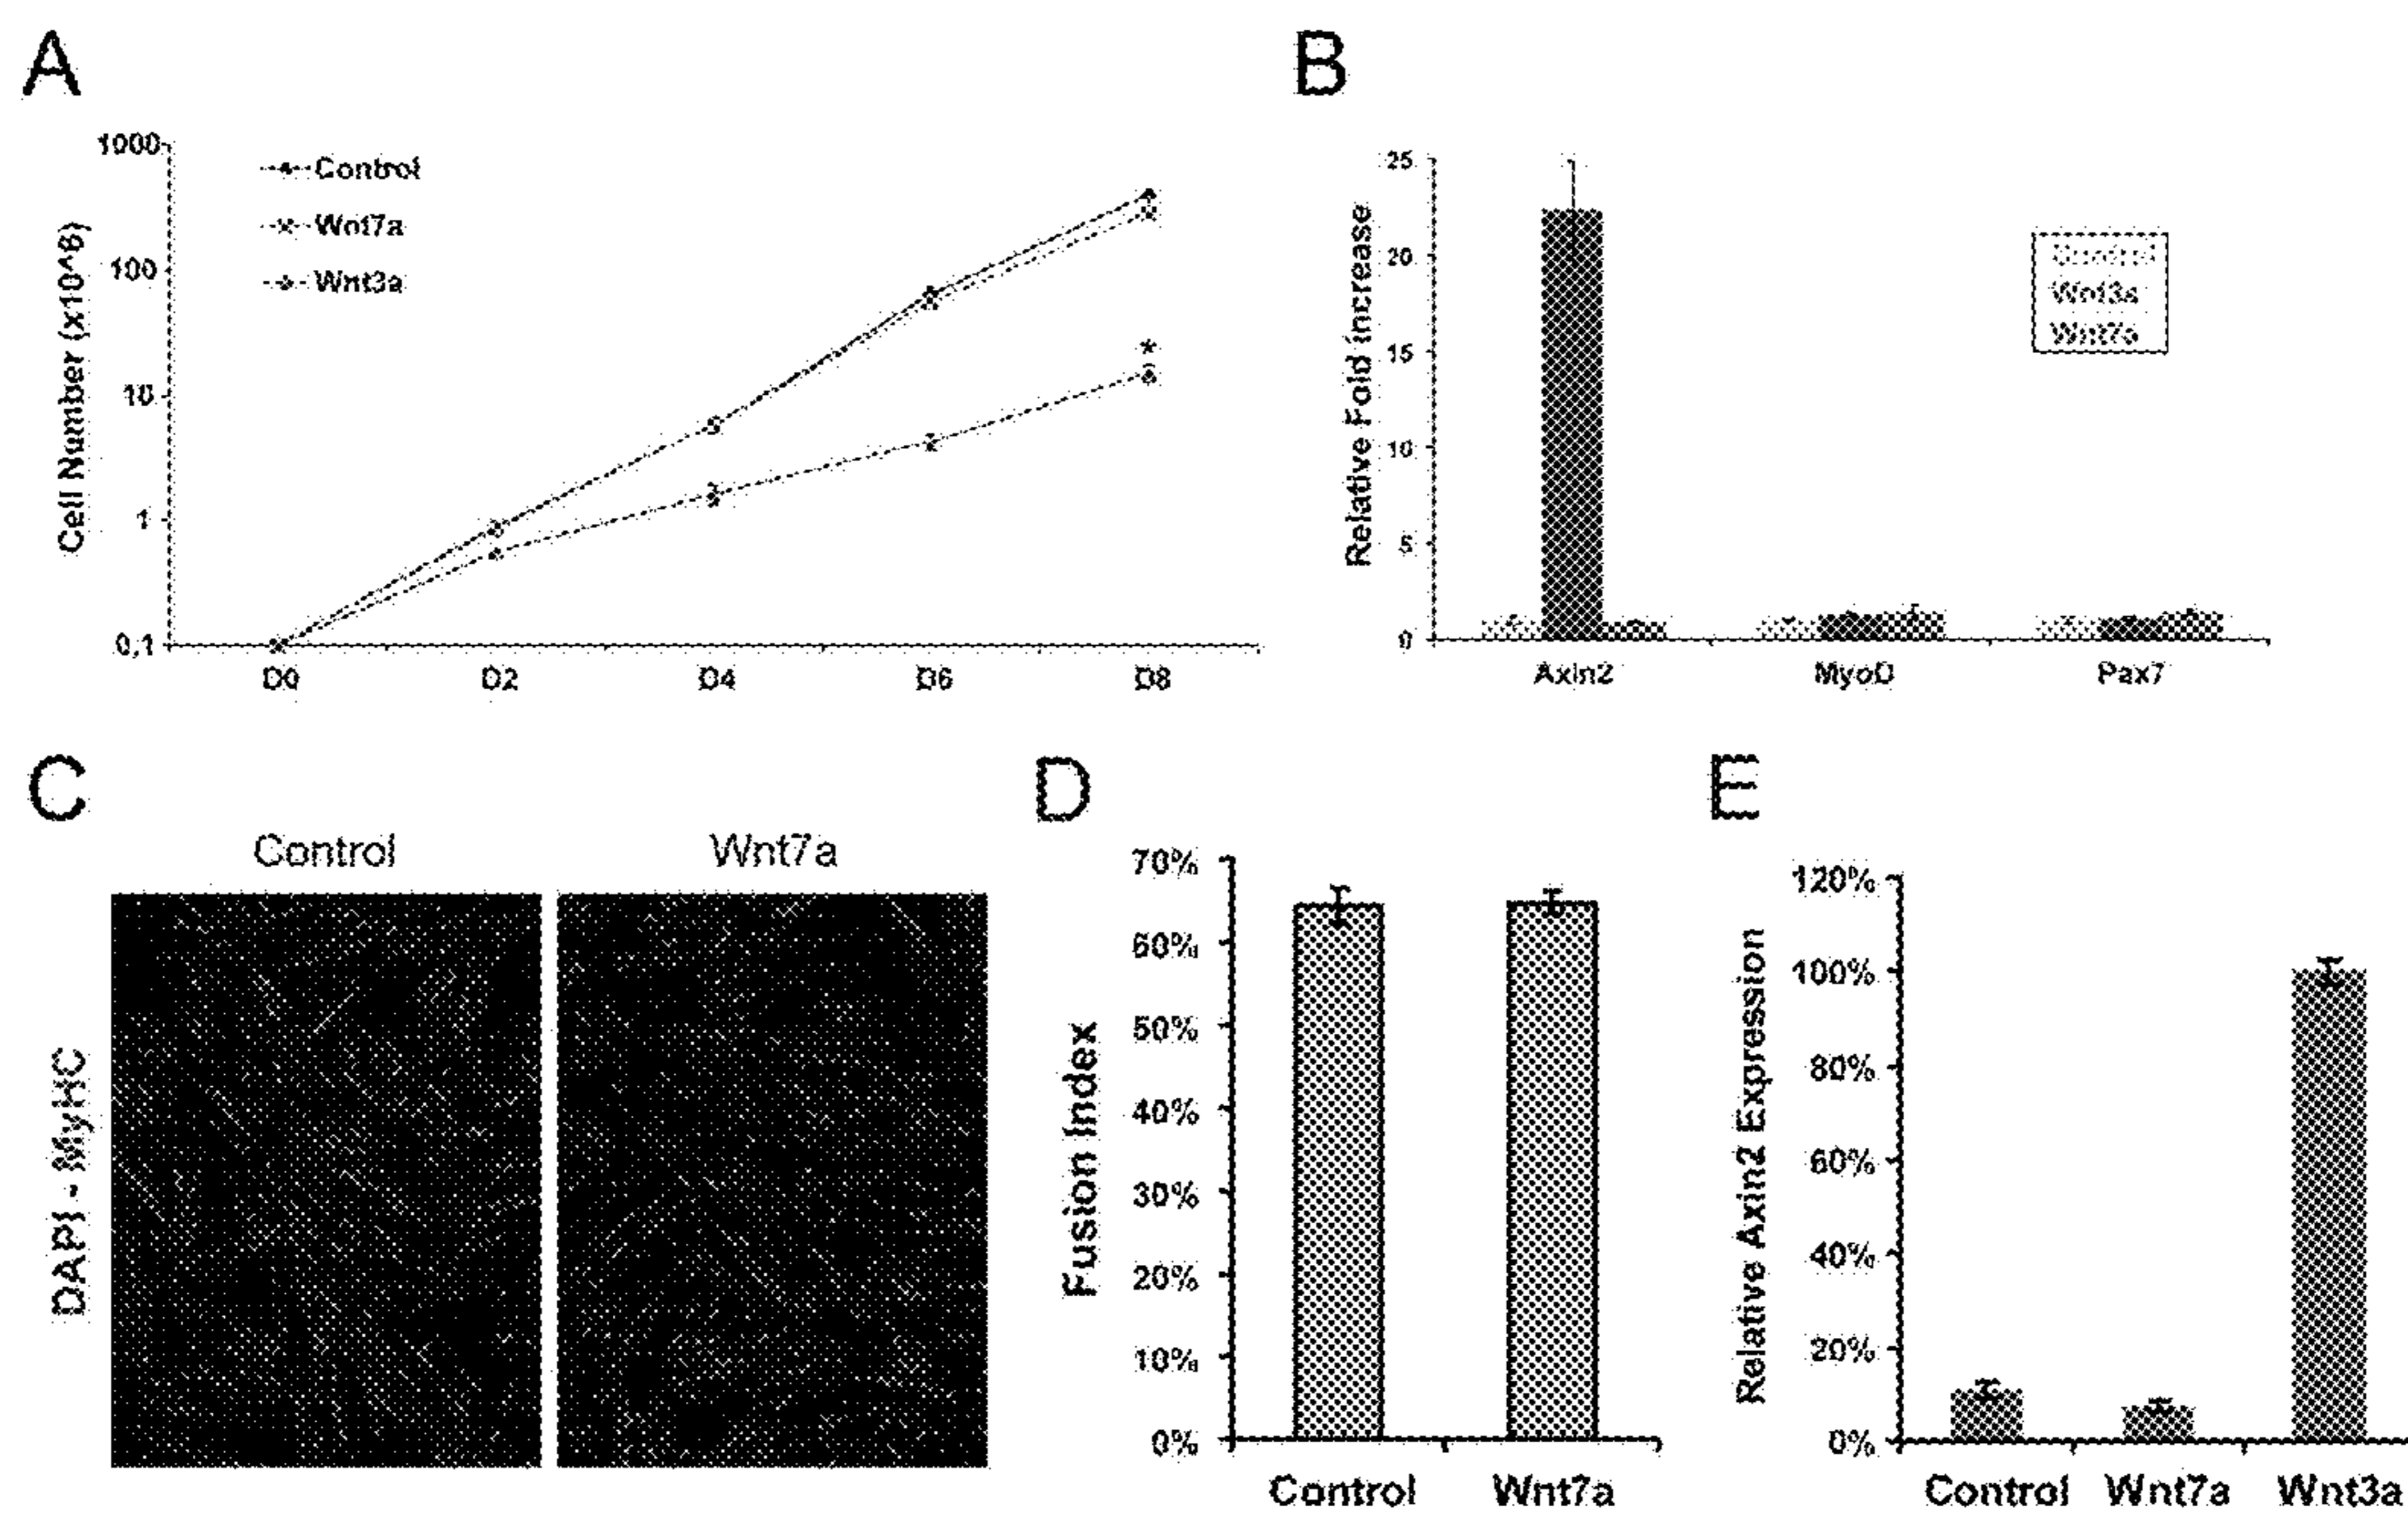 A
1000
100
10
1
0,1
Cell Number (x10^6)
Control
Wnt7a
Wnt3a
*
D0
D2
D4
D6
D8
B
25
20
15
10
5
0
Relative Fold increase
Control
Wnt3a
Wnt7a
Axin2
MyoD
Pax7
C
Control
Wnt7a
DAPI - MyHC
D
70%
60%
50%
40%
30%
20%
10%
0%
Fusion Index
Control
Wnt7a
E
120%
100%
80%
60%
40%
20%
0%
Relative Axin2 Expression
Control
Wnt7a
Wnt3a